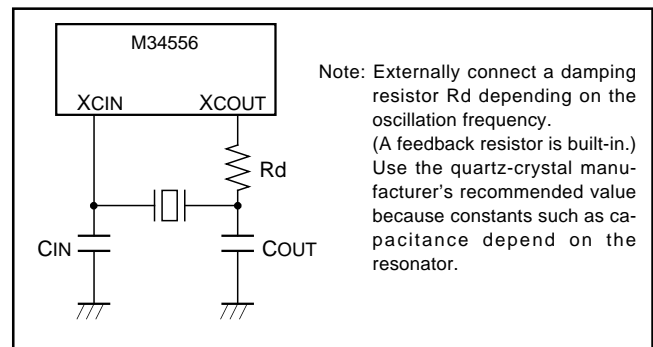 M34556
XCIN XCOUT
Rd
CIN COUT
Note: Externally connect a damping
resistor Rd depending on the
oscillation frequency.
(A feedback resistor is built-in.)
Use the quartz-crystal manu-
facturer's recommended value
because constants such as ca-
pacitance depend on the
resonator.